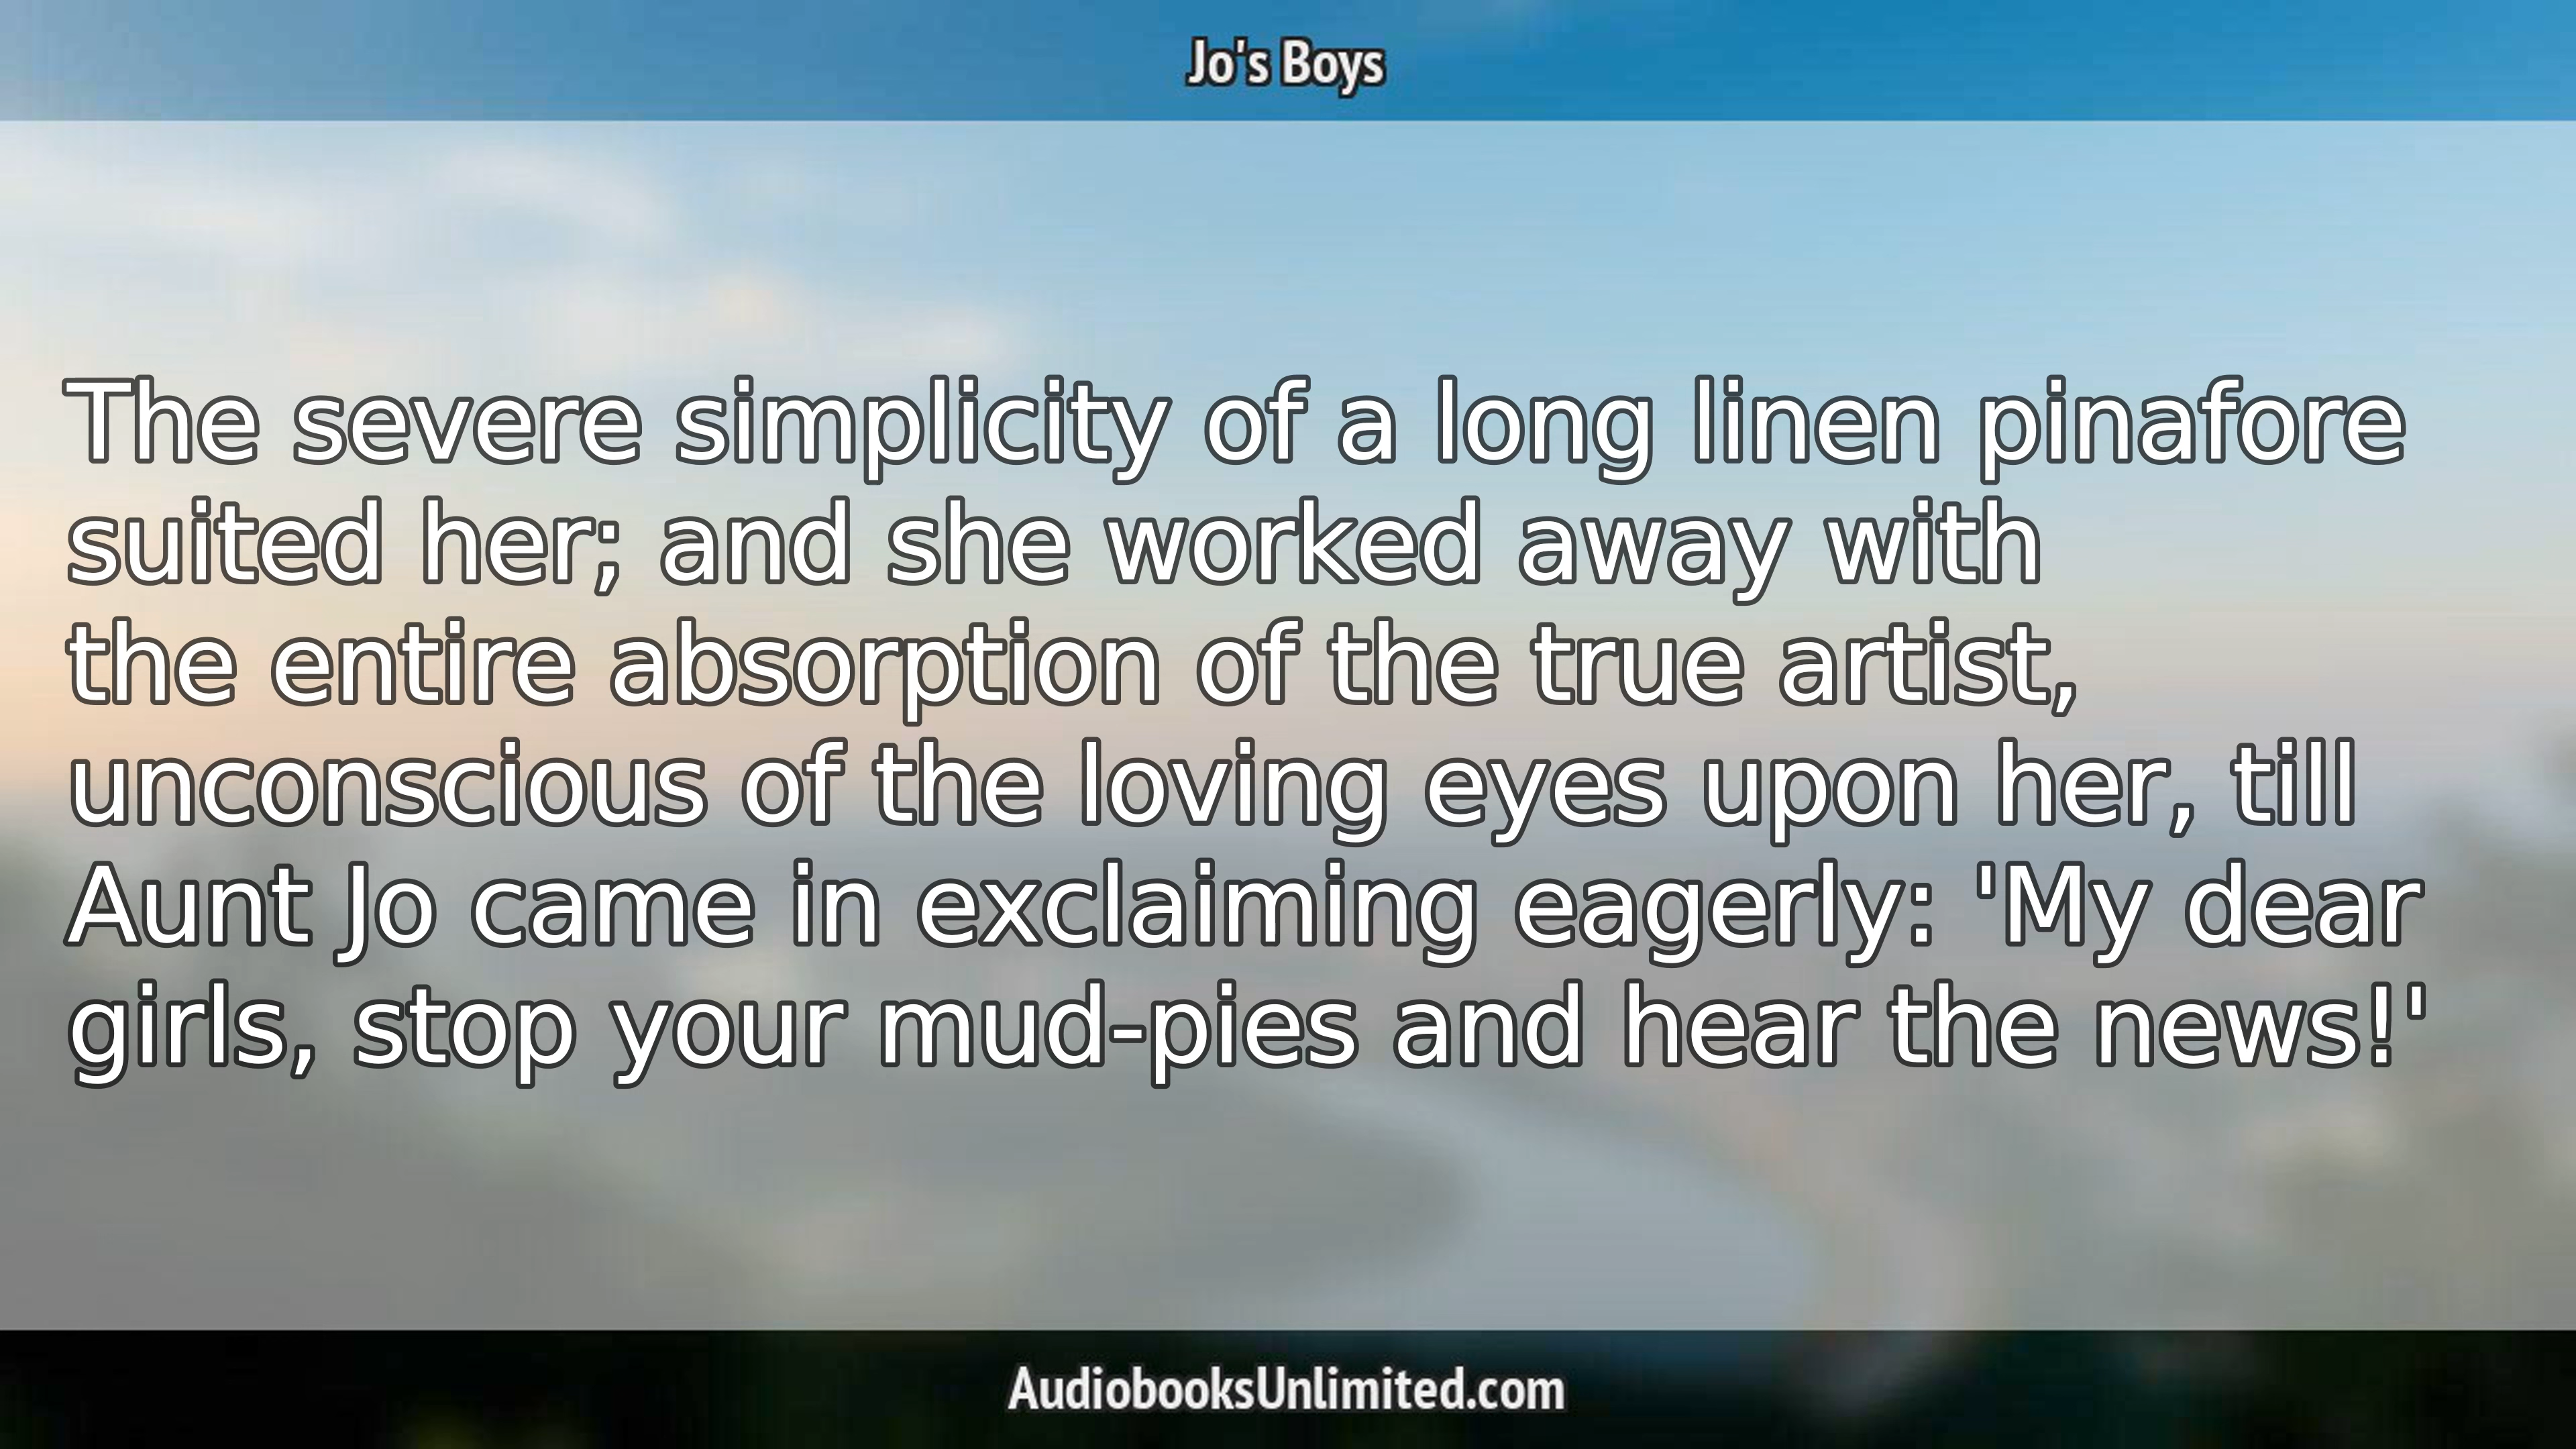 Jo's Boys
The severe simplicity of a long linen pinafore
suited her; and she worked away with
the entire absorption of the true artist,
unconscious of the loving eyes upon her, till
Aunt Jo came in exclaiming eagerly: 'My dear
girls, stop your mud-pies and hear the news!'
AudiobooksUnlimited.com